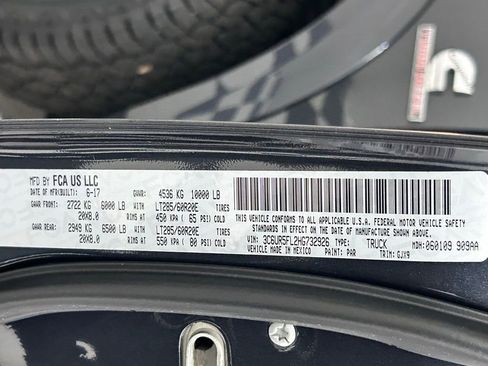 MFD BY FCA US LLC
DATE OF MFR(BUILT): 6-17 GVWR: 4536 KG 10000 LB
GAWR FRONT: 2722 KG 6000 LB LT285/60R20E TIRES
20X8.0 RIMS AT 450 KPA ( 65 PSI) COLD
GAWR REAR: 2949 KG 6500 LB LT285/60R20E TIRES
20X8.0 RIMS AT 550 KPA ( 80 PSI) COLD
THIS VEHICLE CONFORMS TO ALL APPLICABLE U.S.A. FEDERAL MOTOR VEHICLE SAFETY
STANDARDS IN EFFECT ON THE DATE OF MANUFACTURE SHOWN ABOVE.
VIN: 3C6UR5FL2HG732926 TYPE: TRUCK MDH: 060109 909AA
VEHICLE MADE IN MEXICO PAINT: PAR TRIM: GJX9